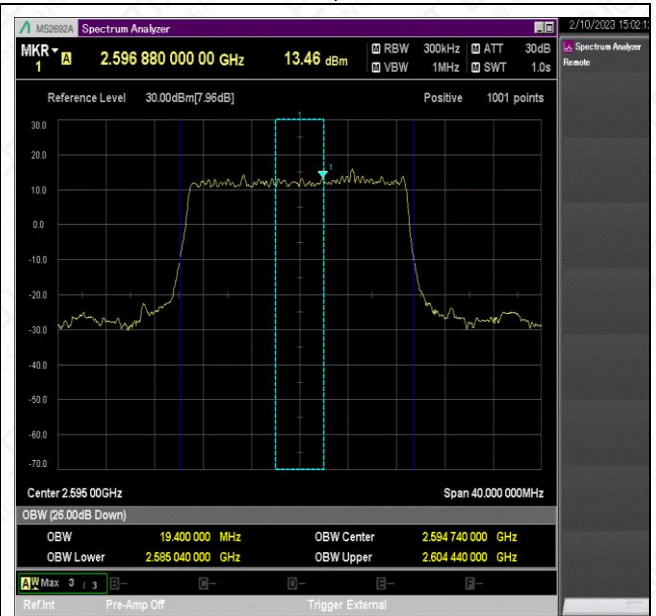 MS2692A Spectrum Analyzer
2/10/2023 15:02:1
MKR A 2.596 880 000 00 GHz 13.46 dBm M RBW 300kHz M ATT 30dB
1 M VBW 1MHz M SWT 1.0s
Spectrum Analyzer
Remote
Reference Level 30.00dBm[7.96dB] Positive 1001 points
1
30.0
20.0
1
10.0
0.0
-10.0
-20.0
-30.0
-40.0
-50.0
-60.0
-70.0
Center 2.595 00GHz Span 40.000 000MHz
OBW (26.00dB Down)
OBW 19.400 000 MHz OBW Center 2.594 740 000 GHz
OBW Lower 2.585 040 000 GHz OBW Upper 2.604 440 000 GHz
A W Max 3 / 3 B- C- D- E- F-
Ref.Int Pre-Amp Off Trigger External